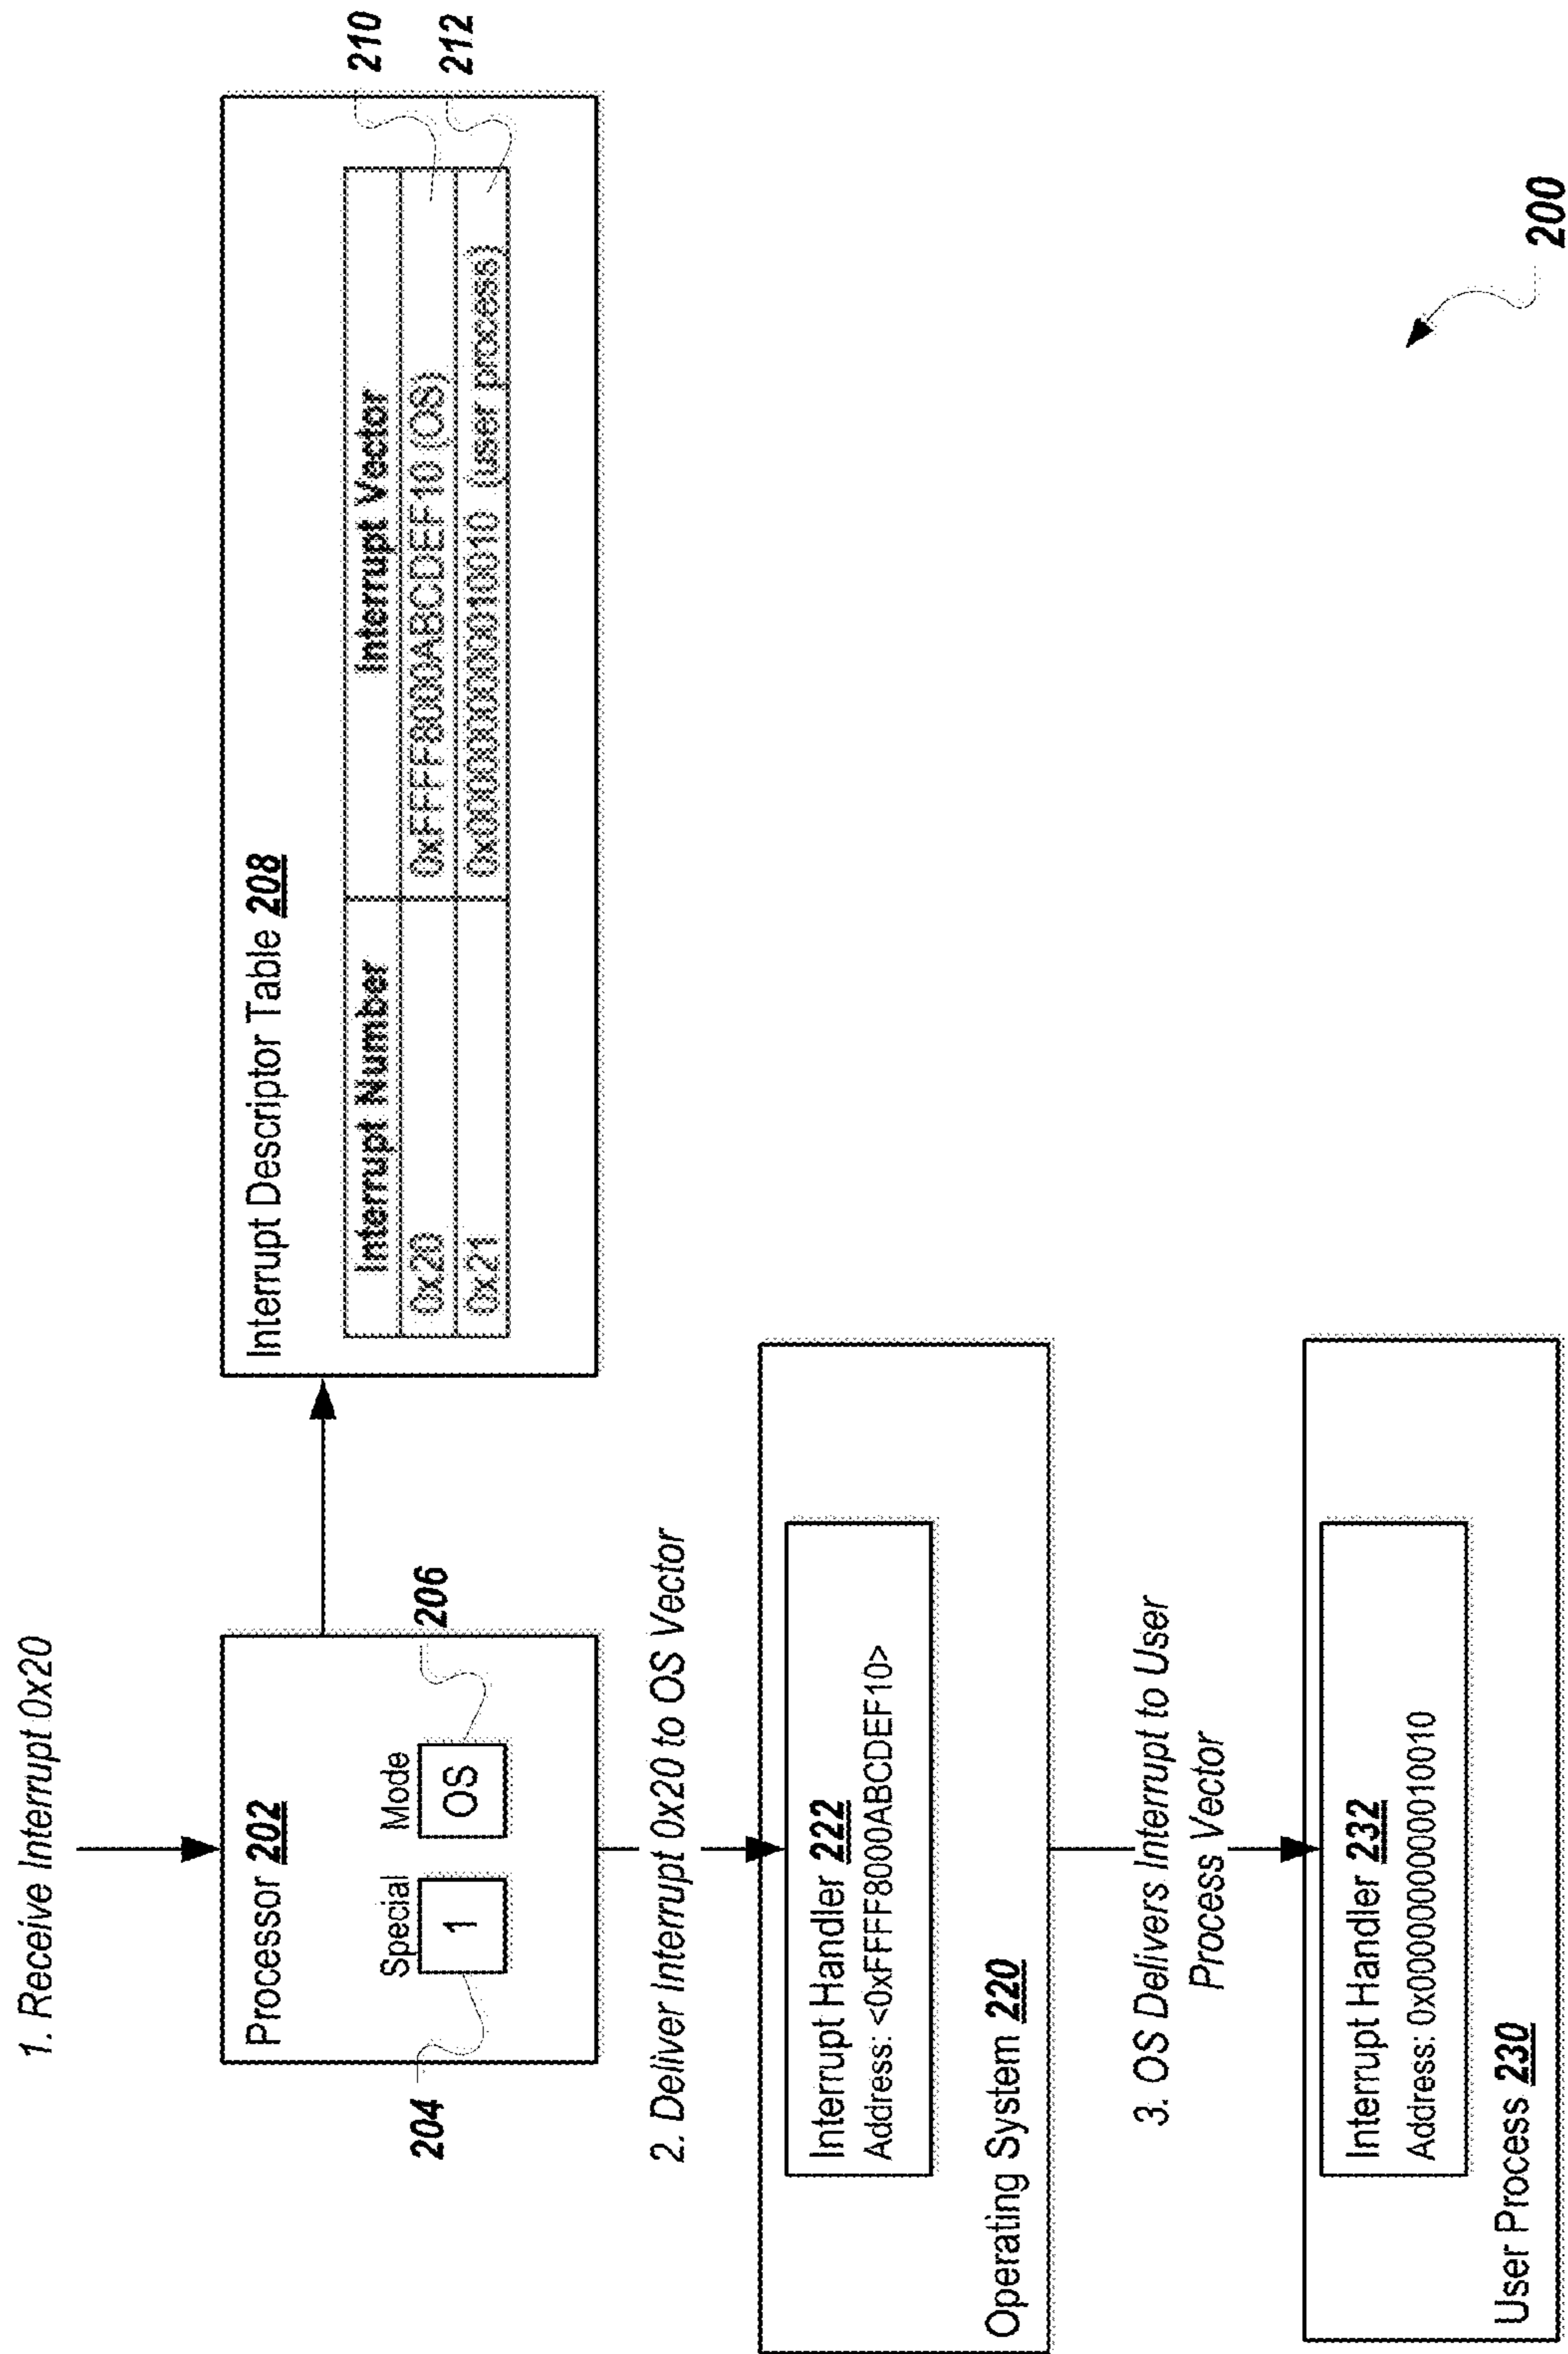 1. Receive Interrupt 0x20
Processor 202
Special Mode
1 OS
204
206
Interrupt Descriptor Table 208
Interrupt Number Interrupt Vector
0x20 0xFFFF8000ABCDEF10 (OS)
0x21 0x0000000000010010 (user process)
210
212
2. Deliver Interrupt 0x20 to OS Vector
Interrupt Handler 222
Address: <0xFFFF8000ABCDEF10>
Operating System 220
3. OS Delivers Interrupt to User
Process Vector
Interrupt Handler 232
Address: 0x0000000000010010
User Process 230
200